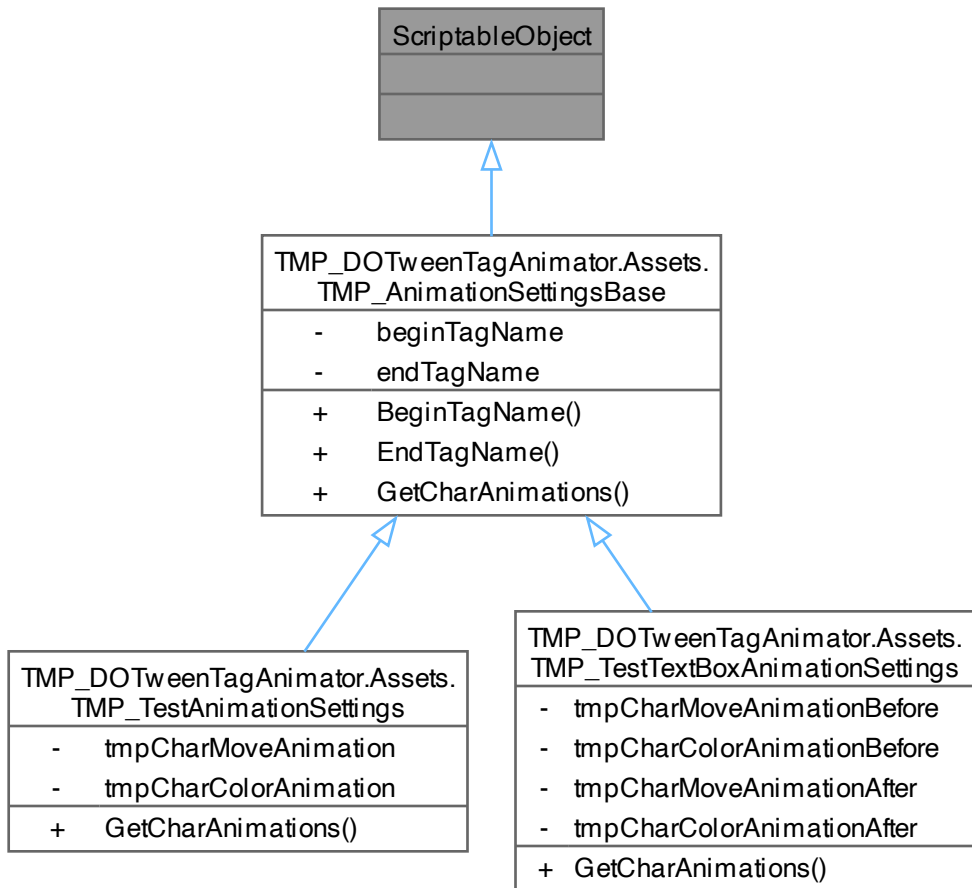 ScriptableObject
TMP_DOTweenTagAnimator.Assets.
TMP_AnimationSettingsBase
- beginTagName
- endTagName
+ BeginTagName()
+ EndTagName()
+ GetCharAnimations()
TMP_DOTweenTagAnimator.Assets.
TMP_TestAnimationSettings
- tmpCharMoveAnimation
- tmpCharColorAnimation
+ GetCharAnimations()
TMP_DOTweenTagAnimator.Assets.
TMP_TestTextBoxAnimationSettings
- tmpCharMoveAnimationBefore
- tmpCharColorAnimationBefore
- tmpCharMoveAnimationAfter
- tmpCharColorAnimationAfter
+ GetCharAnimations()